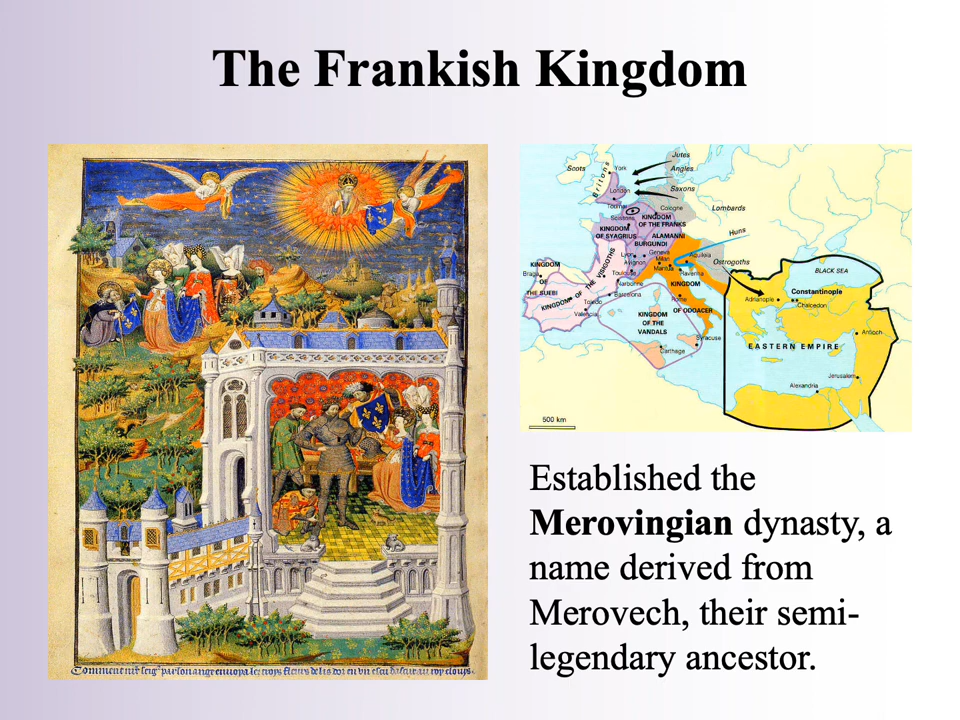 The Frankish Kingdom
Jutes
Scots
York
Angles
Britons
London
Saxons
Tournai
Cologne
Lombards
Soissons
KINGDOM
OF THE FRANKS
KINGDOM
OF SYAGRIUS
ALAMANNI
BURGUNDI
Huns
Lyon
Geneva
Milan
Aquileia
KINGDOM
Avignon
Mantua
Ostrogoths
BLACK SEA
Braga
OF
Toulouse
Ravenna
THE SUEBI
Narbonne
KINGDOM
Constantinople
KINGDOM OF THE VISIGOTHS
Barcelona
Rome
Adrianople
Chalcedon
Toledo
OF ODOACER
Valencia
KINGDOM
OF THE
VANDALS
Syracuse
Antioch
Carthage
EASTERN EMPIRE
Jerusalem
Alexandria
500 km
Established the
Merovingian dynasty, a
name derived from
Merovech, their semi-
legendary ancestor.